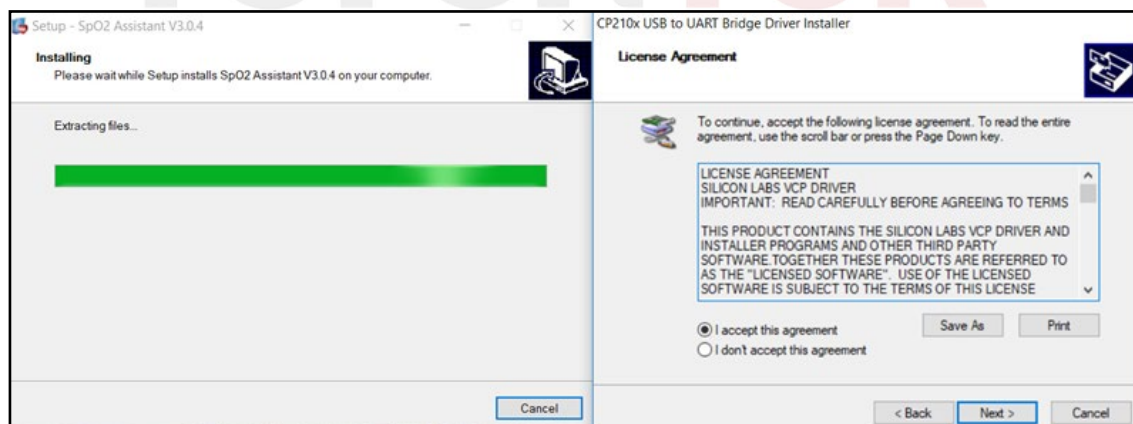 Setup - SpO2 Assistant V3.0.4
Installing
Please wait while Setup installs SpO2 Assistant V3.0.4 on your computer.
Extracting files...
Cancel
CP210x USB to UART Bridge Driver Installer
License Agreement
To continue, accept the following license agreement. To read the entire
agreement, use the scroll bar or press the Page Down key.
LICENSE AGREEMENT
SILICON LABS VCP DRIVER
IMPORTANT: READ CAREFULLY BEFORE AGREEING TO TERMS
THIS PRODUCT CONTAINS THE SILICON LABS VCP DRIVER AND
INSTALLER PROGRAMS AND OTHER THIRD PARTY
SOFTWARE.TOGETHER THESE PRODUCTS ARE REFERRED TO
AS THE "LICENSED SOFTWARE". USE OF THE LICENSED
SOFTWARE IS SUBJECT TO THE TERMS OF THIS LICENSE
I accept this agreement
I don't accept this agreement
Save As
Print
< Back
Next >
Cancel